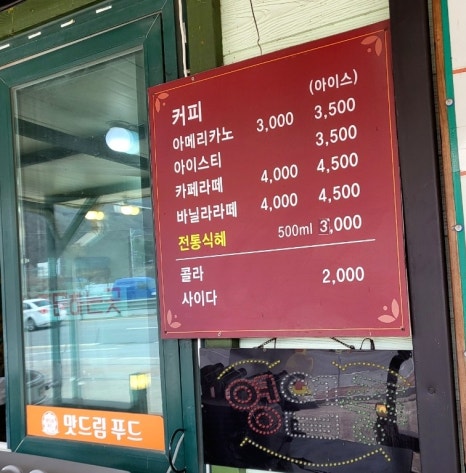 커피 (아이스)
아메리카노 3,000 3,500
아이스티 3,500
카페라떼 4,000 4,500
바닐라라떼 4,000 4,500
전통식혜 500ml 3,000
콜라 2,000
사이다
맛드림 푸드